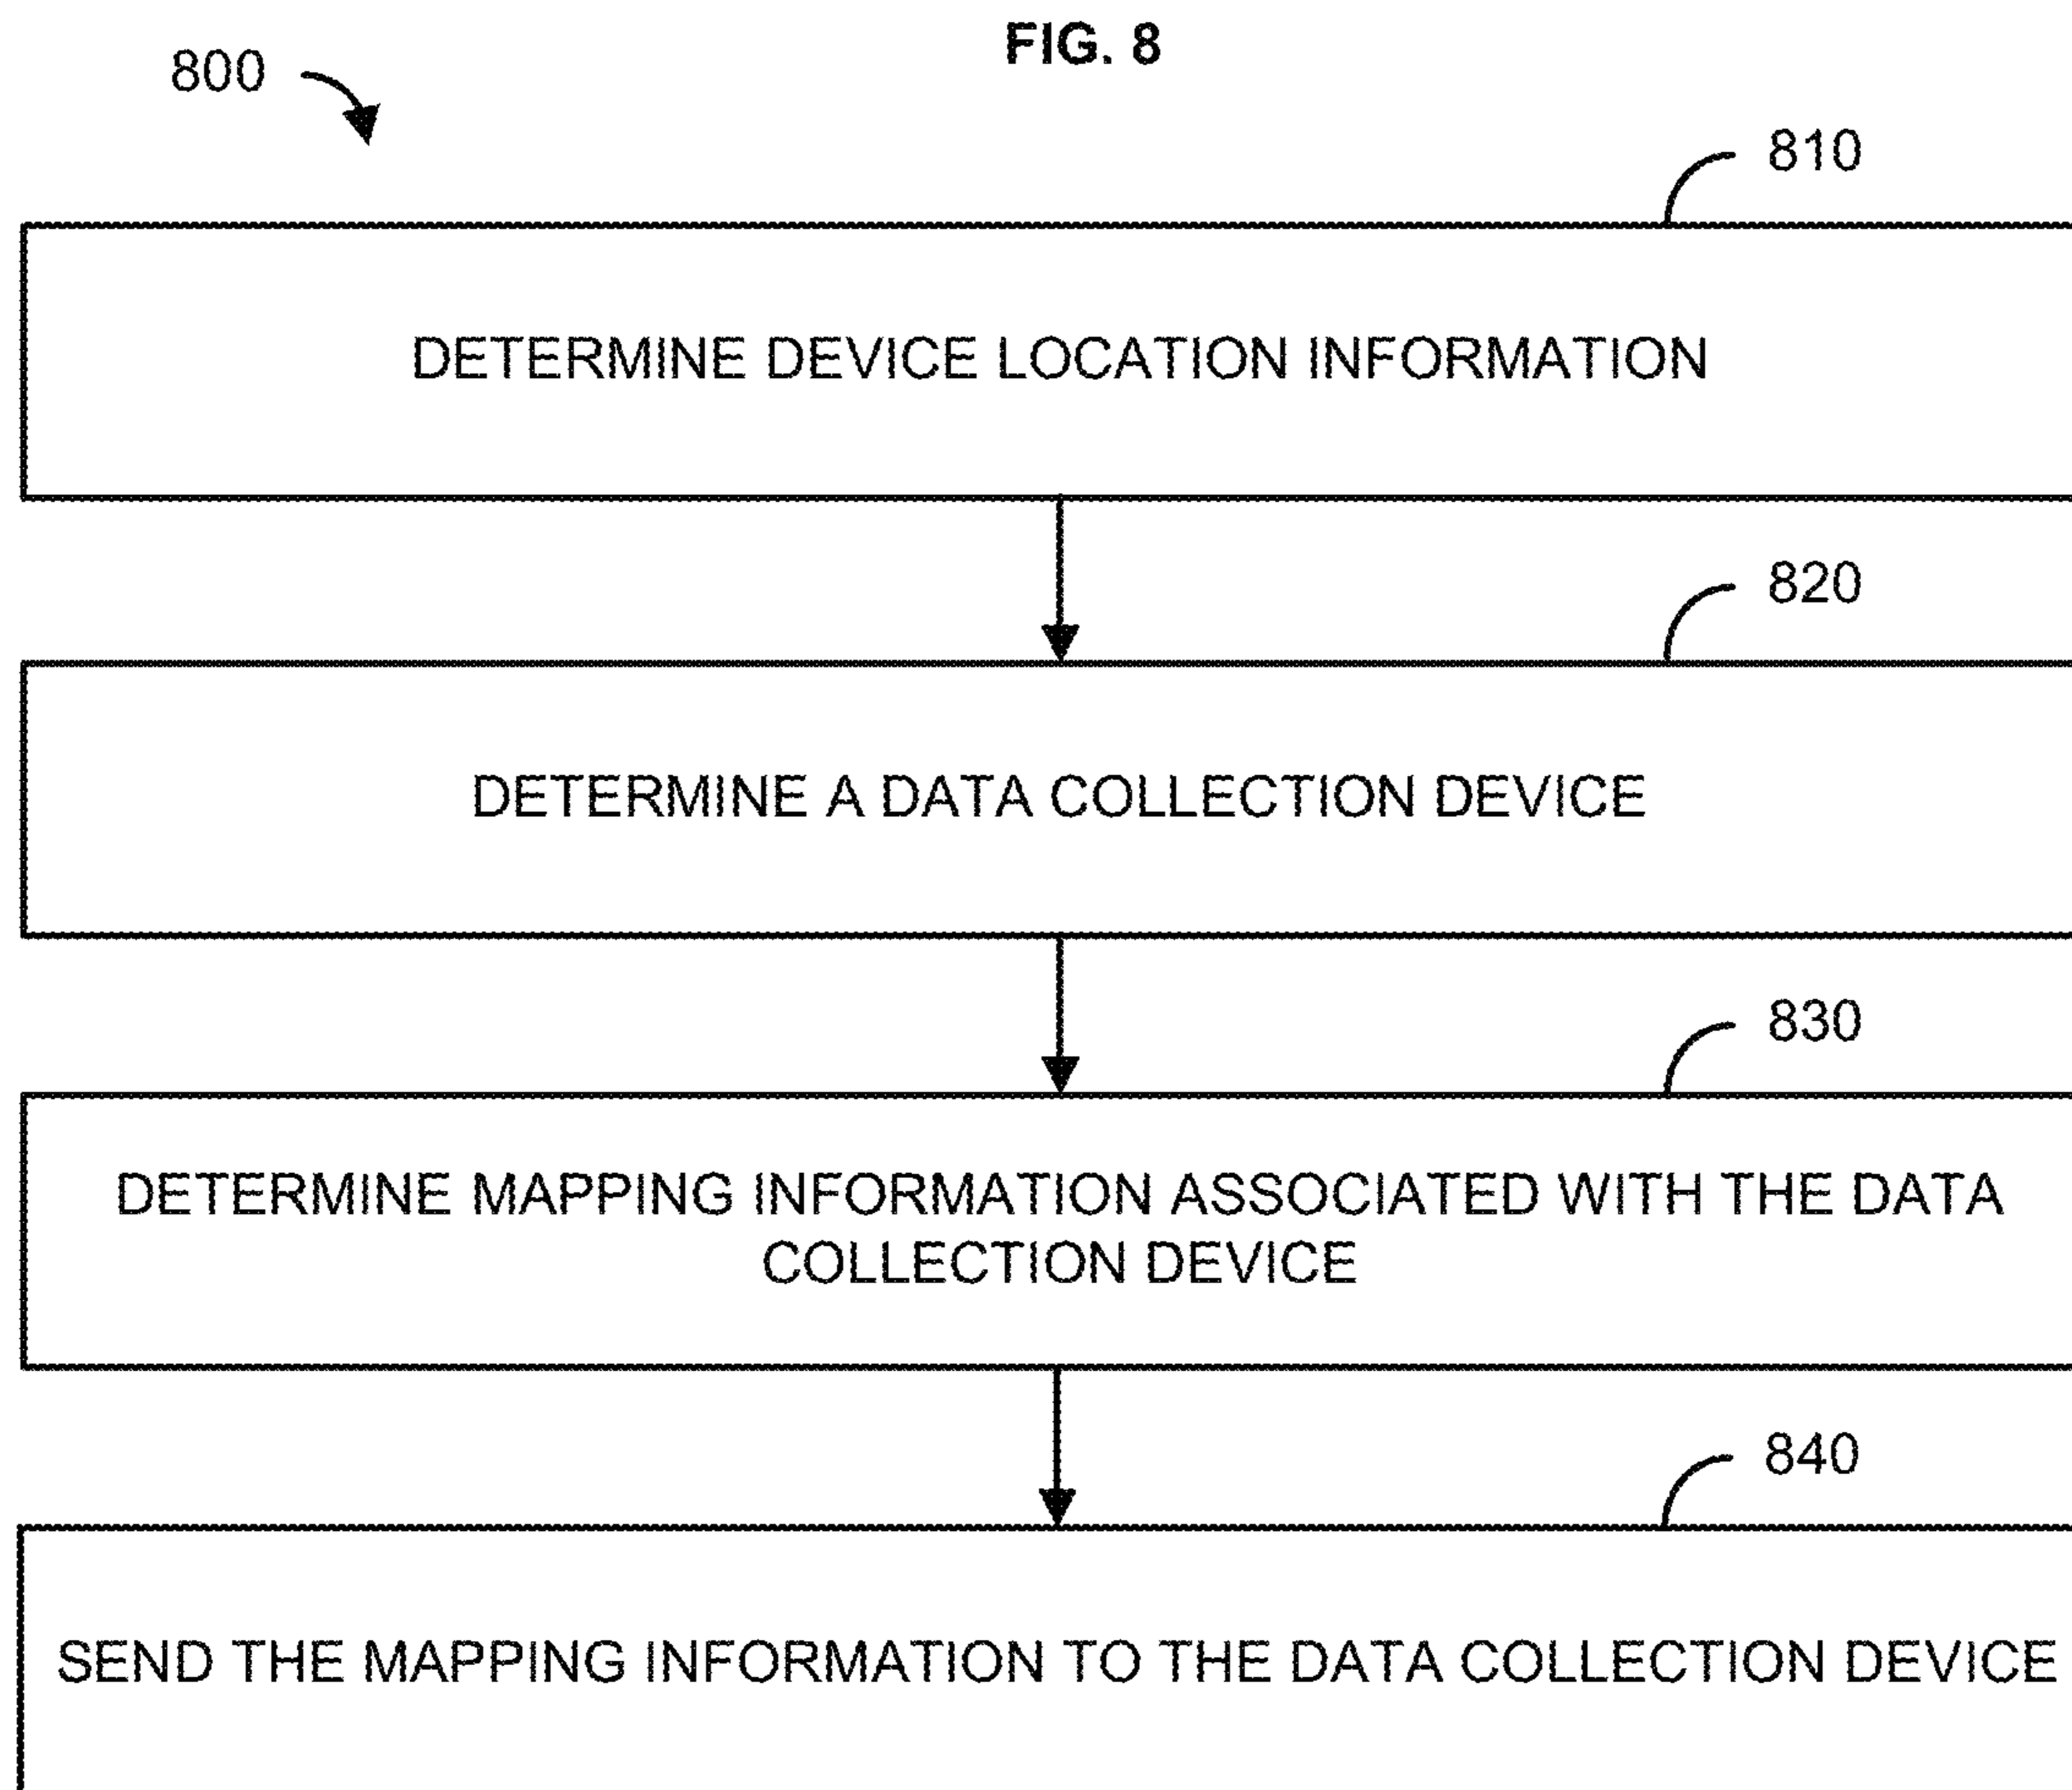 FIG. 8
800
810
DETERMINE DEVICE LOCATION INFORMATION
820
DETERMINE A DATA COLLECTION DEVICE
830
DETERMINE MAPPING INFORMATION ASSOCIATED WITH THE DATA
COLLECTION DEVICE
840
SEND THE MAPPING INFORMATION TO THE DATA COLLECTION DEVICE